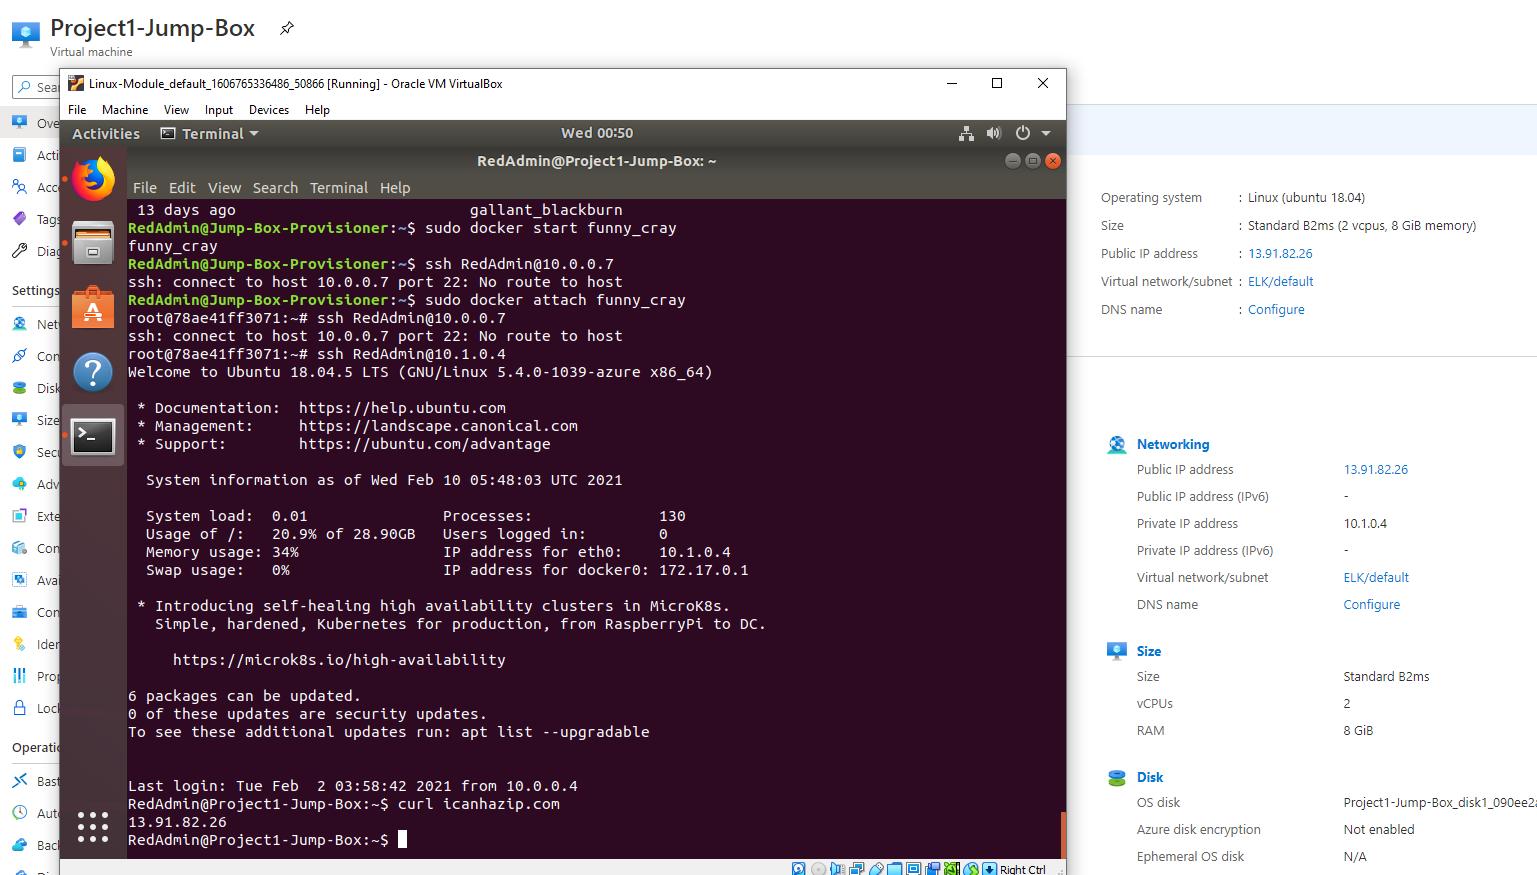 Project1-Jump-Box
Virtual machine
Sear
Linux-Module_default_1606765336486_50866 [Running] - Oracle VM VirtualBox
File Machine View Input Devices Help
Activities Terminal Wed 00:50
RedAdmin@Project1-Jump-Box: ~
File Edit View Search Terminal Help
13 days ago gallant_blackburn
RedAdmin@Jump-Box-Provisioner:~$ sudo docker start funny_cray
funny_cray
RedAdmin@Jump-Box-Provisioner:~$ ssh RedAdmin@10.0.0.7
ssh: connect to host 10.0.0.7 port 22: No route to host
RedAdmin@Jump-Box-Provisioner:~$ sudo docker attach funny_cray
root@78ae41ff3071:~# ssh RedAdmin@10.0.0.7
ssh: connect to host 10.0.0.7 port 22: No route to host
root@78ae41ff3071:~# ssh RedAdmin@10.1.0.4
Welcome to Ubuntu 18.04.5 LTS (GNU/Linux 5.4.0-1039-azure x86_64)
* Documentation: https://help.ubuntu.com
* Management: https://landscape.canonical.com
* Support: https://ubuntu.com/advantage
System information as of Wed Feb 10 05:48:03 UTC 2021
System load: 0.01 Processes: 130
Usage of /: 20.9% of 28.90GB Users logged in: 0
Memory usage: 34% IP address for eth0: 10.1.0.4
Swap usage: 0% IP address for docker0: 172.17.0.1
* Introducing self-healing high availability clusters in MicroK8s.
Simple, hardened, Kubernetes for production, from RaspberryPi to DC.
https://microk8s.io/high-availability
6 packages can be updated.
0 of these updates are security updates.
To see these additional updates run: apt list --upgradable
Last login: Tue Feb 2 03:58:42 2021 from 10.0.0.4
RedAdmin@Project1-Jump-Box:~$ curl icanhazip.com
13.91.82.26
RedAdmin@Project1-Jump-Box:~$
Right Ctrl
Ove
Acti
Acce
Tags
Diag
Settings
Net
Con
Disk
Size
Secu
Adv
Exte
Con
Avai
Con
Iden
Prop
Lock
Operatio
Bast
Auto
Back
Operating system : Linux (ubuntu 18.04)
Size : Standard B2ms (2 vcpus, 8 GiB memory)
Public IP address : 13.91.82.26
Virtual network/subnet : ELK/default
DNS name : Configure
Networking
Public IP address 13.91.82.26
Public IP address (IPv6) -
Private IP address 10.1.0.4
Private IP address (IPv6) -
Virtual network/subnet ELK/default
DNS name Configure
Size
Size Standard B2ms
vCPUs 2
RAM 8 GiB
Disk
OS disk Project1-Jump-Box_disk1_090ee2a
Azure disk encryption Not enabled
Ephemeral OS disk N/A